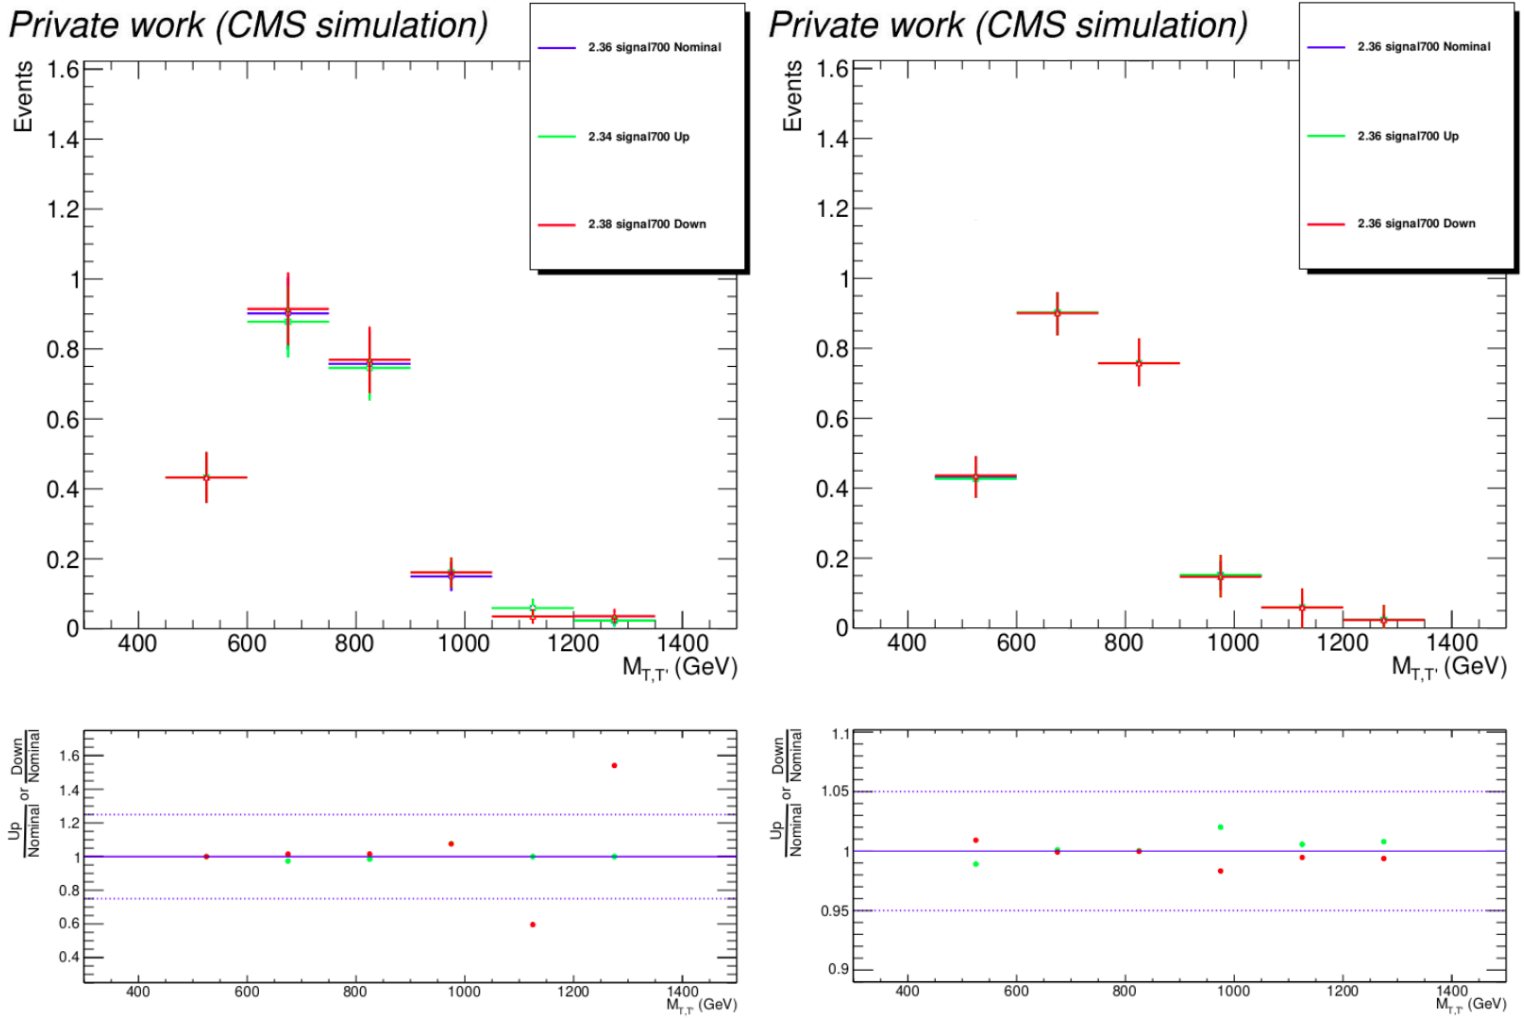 Private work (CMS simulation)
2.36 signal700 Nominal
2.34 signal700 Up
2.38 signal700 Down
Events
1.6
1.4
1.2
1
0.8
0.6
0.4
0.2
0
400 600 800 1000 1200 1400
M_T,T' (GeV)
Up
Nominal
or
Down
Nominal
1.6
1.4
1.2
1
0.8
0.6
0.4
400 600 800 1000 1200 1400
M_T,T' (GeV)
Private work (CMS simulation)
2.36 signal700 Nominal
2.36 signal700 Up
2.36 signal700 Down
Events
1.6
1.4
1.2
1
0.8
0.6
0.4
0.2
0
400 600 800 1000 1200 1400
M_T,T' (GeV)
Up
Nominal
or
Down
Nominal
1.1
1.05
1
0.95
0.9
400 600 800 1000 1200 1400
M_T,T' (GeV)